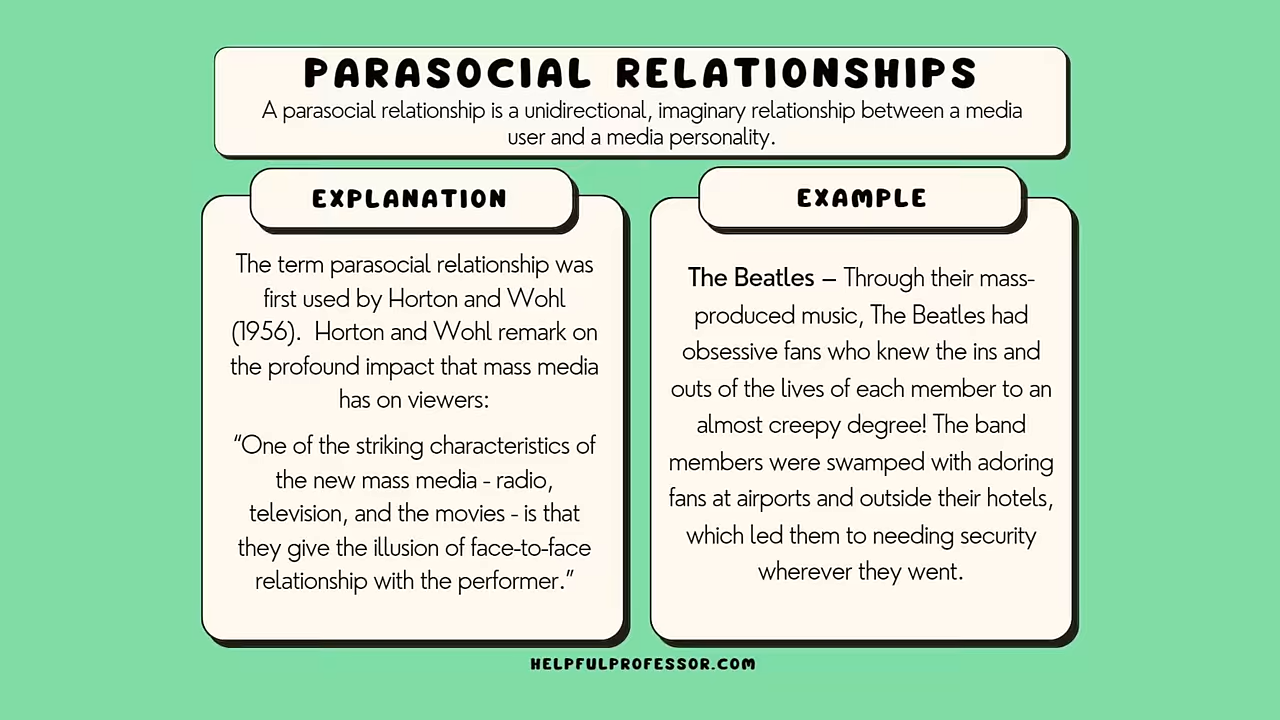 PARASOCIAL RELATIONSHIPS
A parasocial relationship is a unidirectional, imaginary relationship between a media
user and a media personality.
EXPLANATION
The term parasocial relationship was
first used by Horton and Wohl
(1956).  Horton and Wohl remark on
the profound impact that mass media
has on viewers:
“One of the striking characteristics of
the new mass media - radio,
television, and the movies - is that
they give the illusion of face-to-face
relationship with the performer.”
EXAMPLE
The Beatles – Through their mass-
produced music, The Beatles had
obsessive fans who knew the ins and
outs of the lives of each member to an
almost creepy degree! The band
members were swamped with adoring
fans at airports and outside their hotels,
which led them to needing security
wherever they went.
HELPFULPROFESSOR.COM